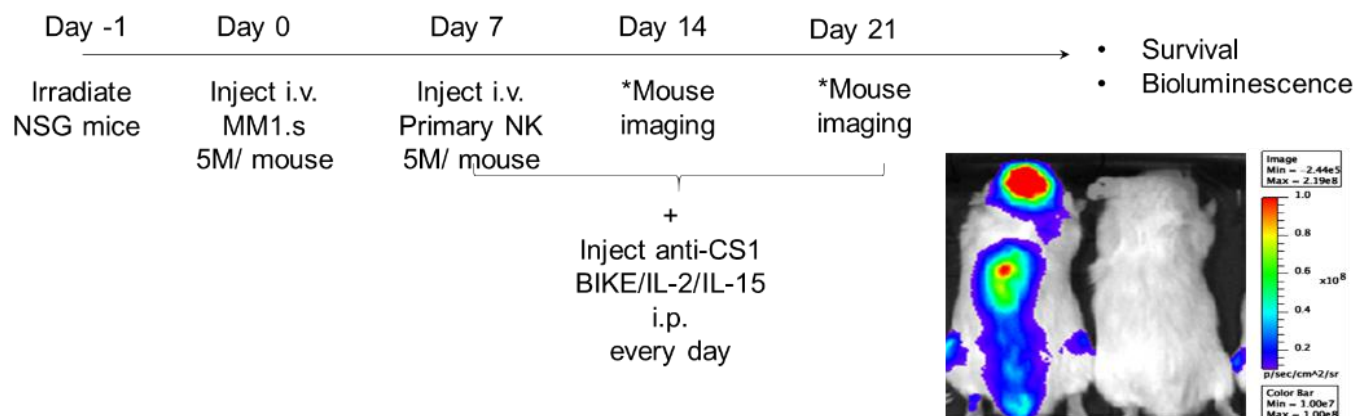 Day -1
Day 0
Day 7
Day 14
Day 21
Irradiate
NSG mice
Inject i.v.
MM1.s
5M/ mouse
Inject i.v.
Primary NK
5M/ mouse
*Mouse
imaging
*Mouse
imaging
• Survival
• Bioluminescence
+
Inject anti-CS1
BIKE/IL-2/IL-15
i.p.
every day
Image
Min = -2.44e5
Max = 2.19e8
1.0
0.8
0.6
x10⁸
0.4
0.2
p/sec/cm^2/sr
Color Bar
Min = 1.00e7
Max = 1.00e8